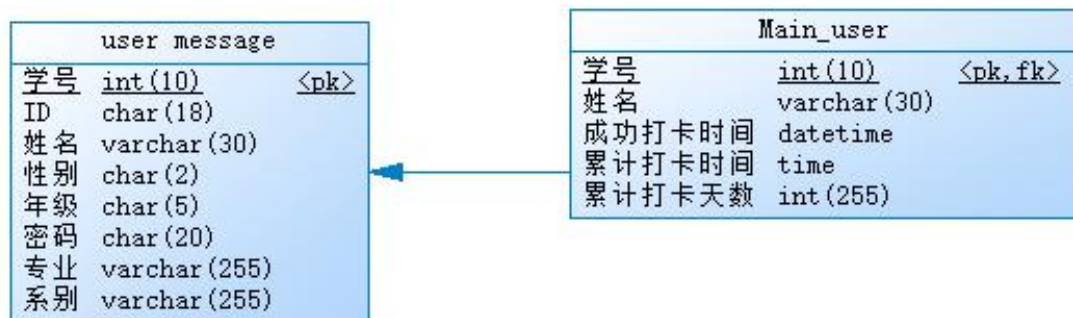 user message
学号 int(10) <pk>
ID char(18)
姓名 varchar(30)
性别 char(2)
年级 char(5)
密码 char(20)
专业 varchar(255)
系别 varchar(255)
Main_user
学号 int(10) <pk,fk>
姓名 varchar(30)
成功打卡时间 datetime
累计打卡时间 time
累计打卡天数 int(255)